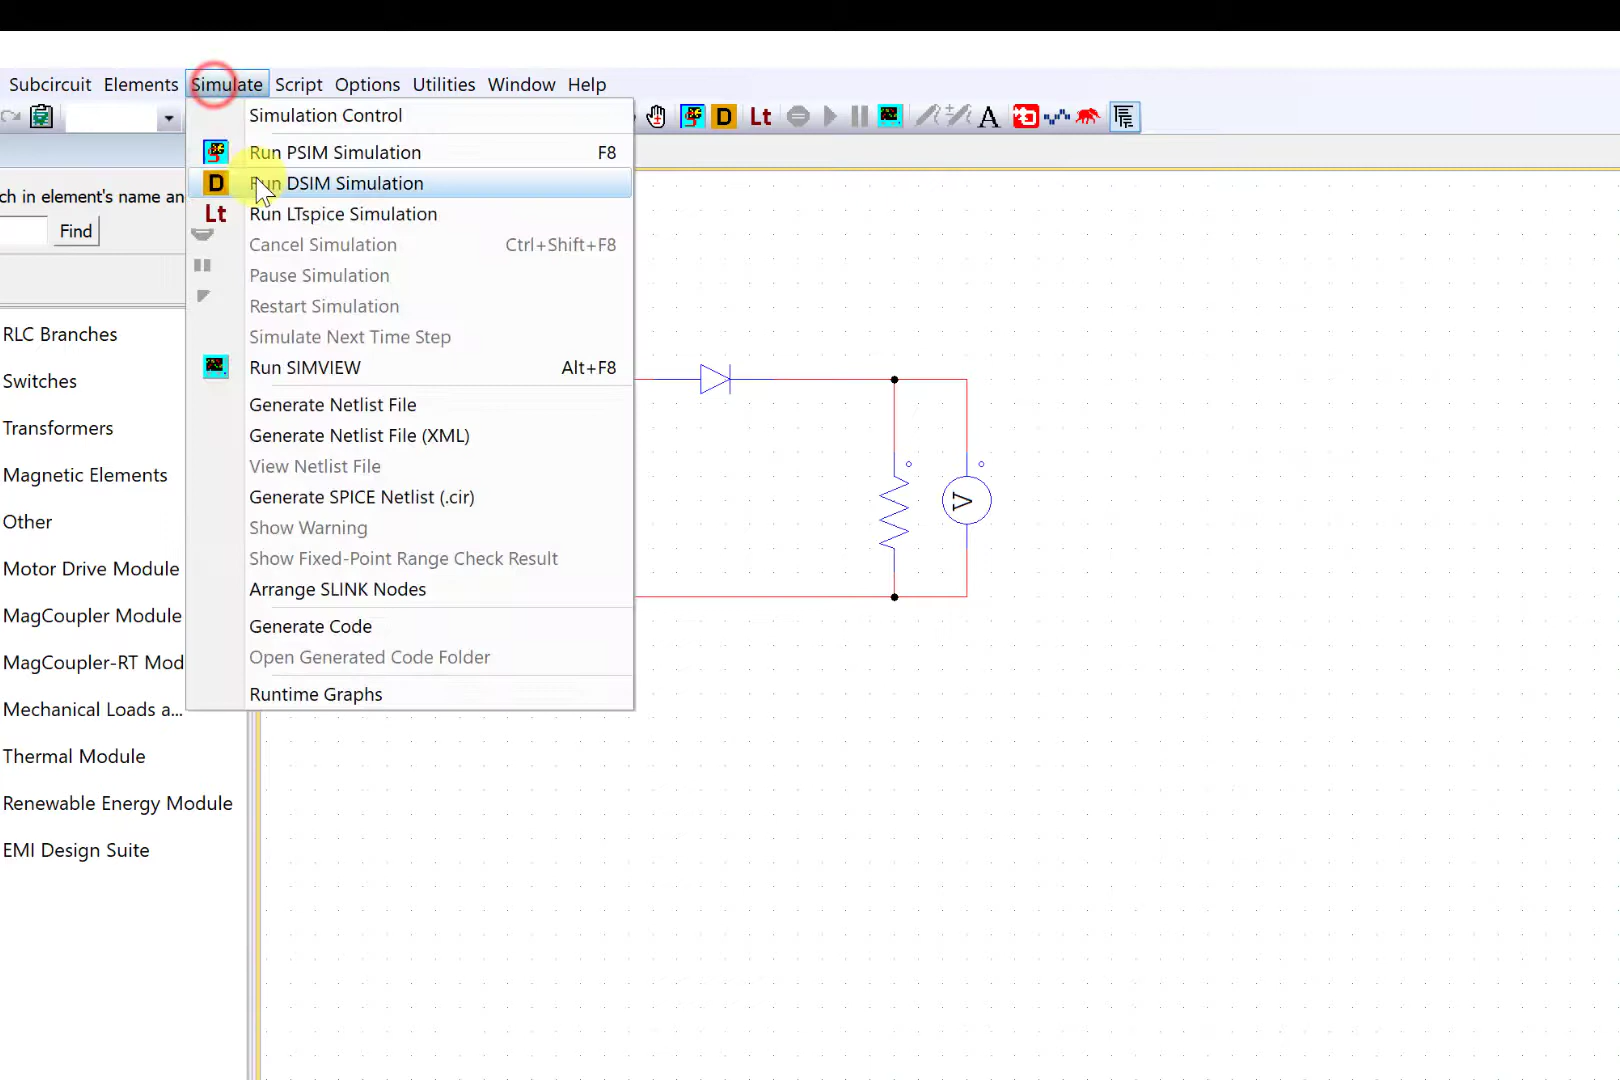 Subcircuit Elements Simulate Script Options Utilities Window Help
D Lt A
Simulation Control
Run PSIM Simulation F8
D Run DSIM Simulation
Lt Run LTspice Simulation
Cancel Simulation Ctrl+Shift+F8
Pause Simulation
Restart Simulation
Simulate Next Time Step
Run SIMVIEW Alt+F8
Generate Netlist File
Generate Netlist File (XML)
View Netlist File
Generate SPICE Netlist (.cir)
Show Warning
Show Fixed-Point Range Check Result
Arrange SLINK Nodes
Generate Code
Open Generated Code Folder
Runtime Graphs
ch in element's name an
Find
RLC Branches
Switches
Transformers
Magnetic Elements
Other
Motor Drive Module
MagCoupler Module
MagCoupler-RT Mod
Mechanical Loads a...
Thermal Module
Renewable Energy Module
EMI Design Suite
V